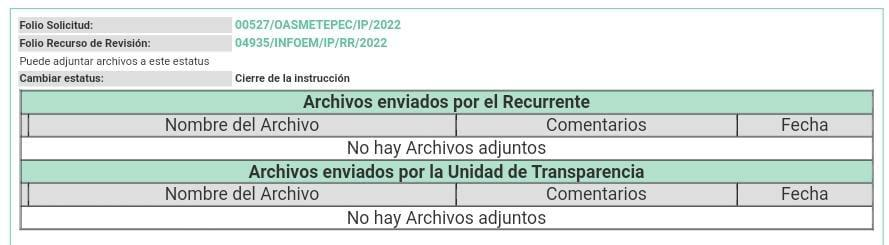 Folio Solicitud: 00527/OASMETEPEC/IP/2022
Folio Recurso de Revisión: 04935/INFOEM/IP/RR/2022
Puede adjuntar archivos a este estatus
Cambiar estatus: Cierre de la instrucción
Archivos enviados por el Recurrente
Nombre del Archivo Comentarios Fecha
No hay Archivos adjuntos
Archivos enviados por la Unidad de Transparencia
Nombre del Archivo Comentarios Fecha
No hay Archivos adjuntos